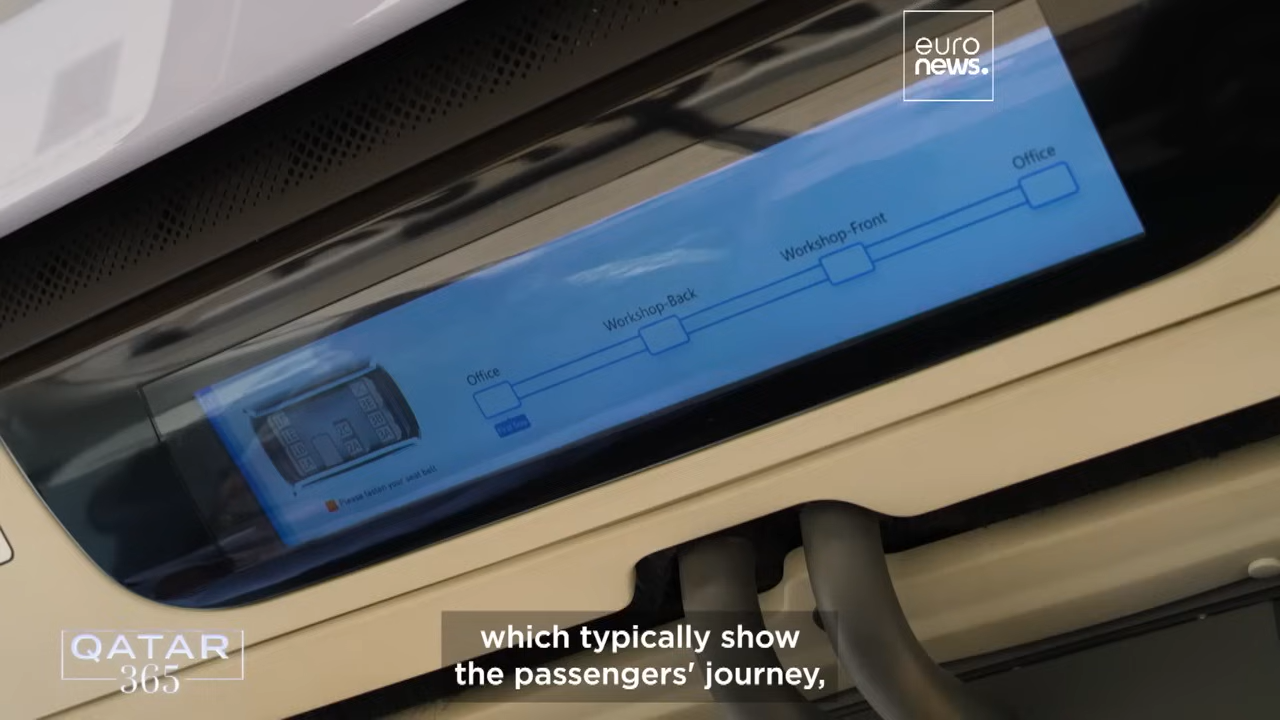 euro
news.
Office
Workshop-Front
Workshop-Back
Office
Please fasten your seat belt
which typically show
the passengers' journey,
QATAR
365